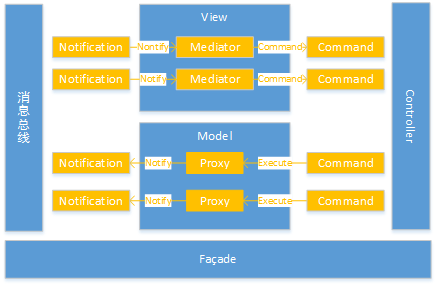 View
Notification Nontify Mediator Command Command
Notification Notify Mediator Command Command
消息总线
Controller
Model
Notification Notify Proxy Execute Command
Notification Notify Proxy Execute Command
Façade